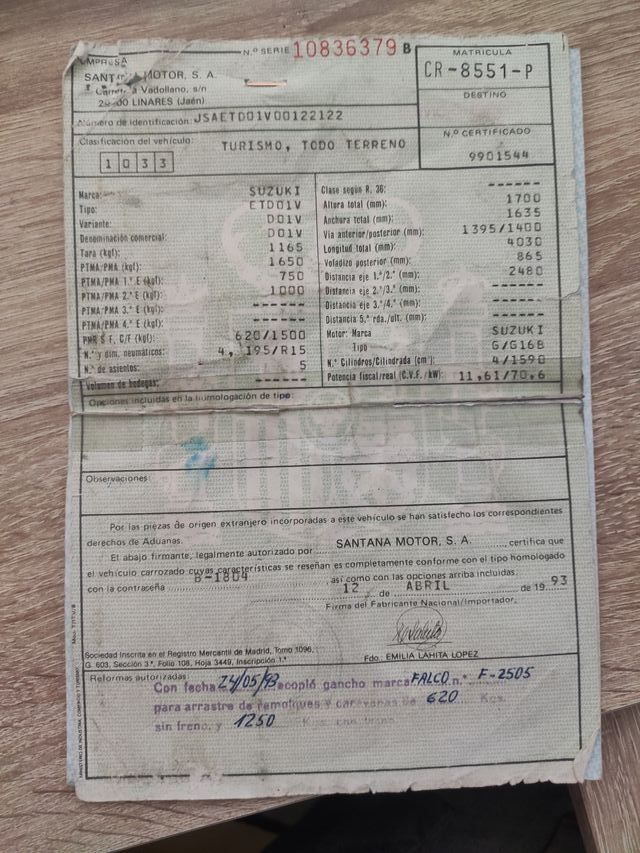 EMPRESA
N.º SERIE 10836379 B
SANTANA MOTOR, S. A.
Carretera Vadollano, s/n
LINARES (Jaén)
MATRICULA
CR-8551-P
DESTINO
Número de identificación: JSAETD01V00122122
N.º CERTIFICADO
9901544
Clasificación del vehículo: TURISMO, TODO TERRENO
1033
Marca: SUZUKI
Tipo: ETD01V
Variante: D01V
Denominación comercial: D01V
Tara (kgf): 1165
PTMA/PMA (kgf): 1650
PTMA/PMA 1.º E (kgf): 750
PTMA/PMA 2.º E (kgf): 1000
PTMA/PMA 3.º E (kgf): ------
PTMA/PMA 4.º E (kgf): ------
PMR S F, C/F (kgf): 620/1500
N.º y dim. neumáticos: 4, 195/R15
N.º de asientos: 5
Volumen de bodegas: ------
Clase según R. 36: ------
Altura total (mm): 1700
Anchura total (mm): 1635
Vía anterior/posterior (mm): 1395/1400
Longitud total (mm): 4030
Voladizo posterior (mm): 865
Distancia eje 1.º/2.º (mm): 2480
Distancia eje 2.º/3.º (mm): ------
Distancia eje 3.º/4.º (mm): ------
Distancia 5.ª rda./ult. (mm): ------
Motor: Marca SUZUKI
Tipo G/G16B
N.º Cilindros/Cilindrada (cm³): 4/1590
Potencia fiscal/real (C.V.F./kW): 11,61/70,6
Opciones incluidas en la homologación de tipo:
Observaciones:
Por las piezas de origen extranjero incorporadas a este vehículo se han satisfecho los correspondientes
derechos de Aduanas.
El abajo firmante, legalmente autorizado por SANTANA MOTOR, S. A. certifica que
el vehículo carrozado cuyas características se reseñan es completamente conforme con el tipo homologado
con la contraseña B-1804, así como con las opciones arriba incluidas.
12 de ABRIL de 1993
Firma del Fabricante Nacional/Importador,
Sociedad Inscrita en el Registro Mercantil de Madrid, Tomo 1096,
G. 603, Sección 3ª, Folio 108, Hoja 3449, Inscripción 1ª
Fdo. EMILIA LAHITA LOPEZ
Reformas autorizadas
Con fecha 24/05/93 acopló gancho marca FALCO n.º F-2505
para arrastre de remolques y caravanas de 620 Kgs.
sin freno, y 1250 Kgs. con freno